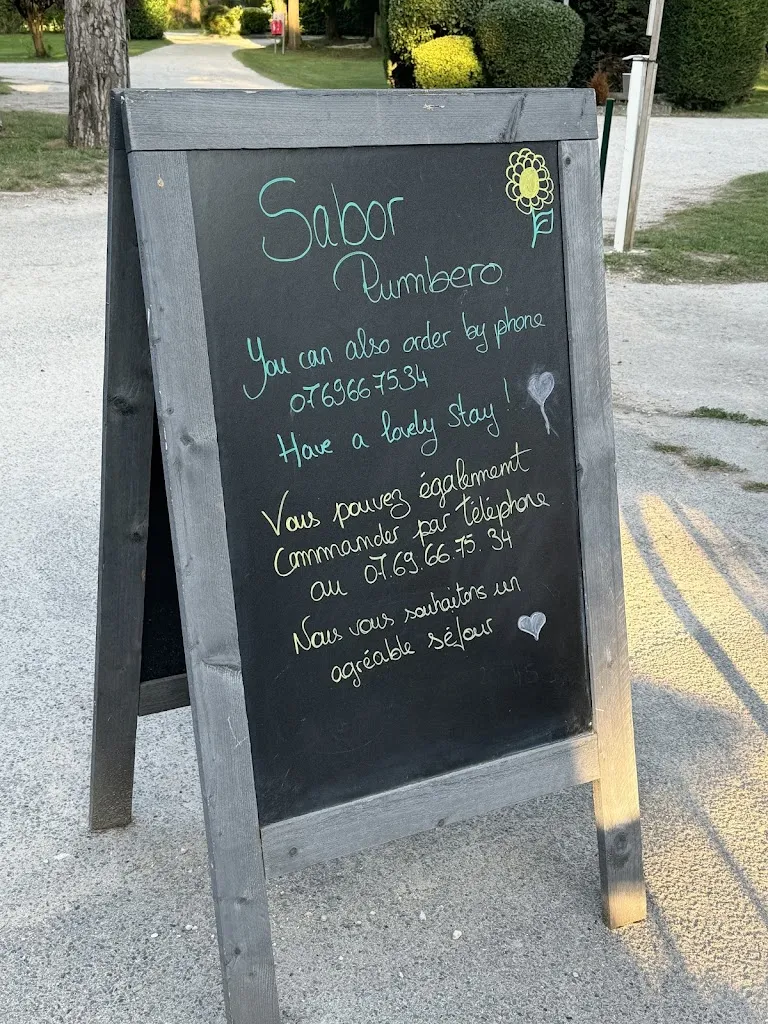 Sabor
Rumbero
You can also order by phone
0769667534
Have a lovely stay !
Vous pouvez également
Commander par téléphone
au 07.69.66.75.34
Nous vous souhaitons un
agréable séjour